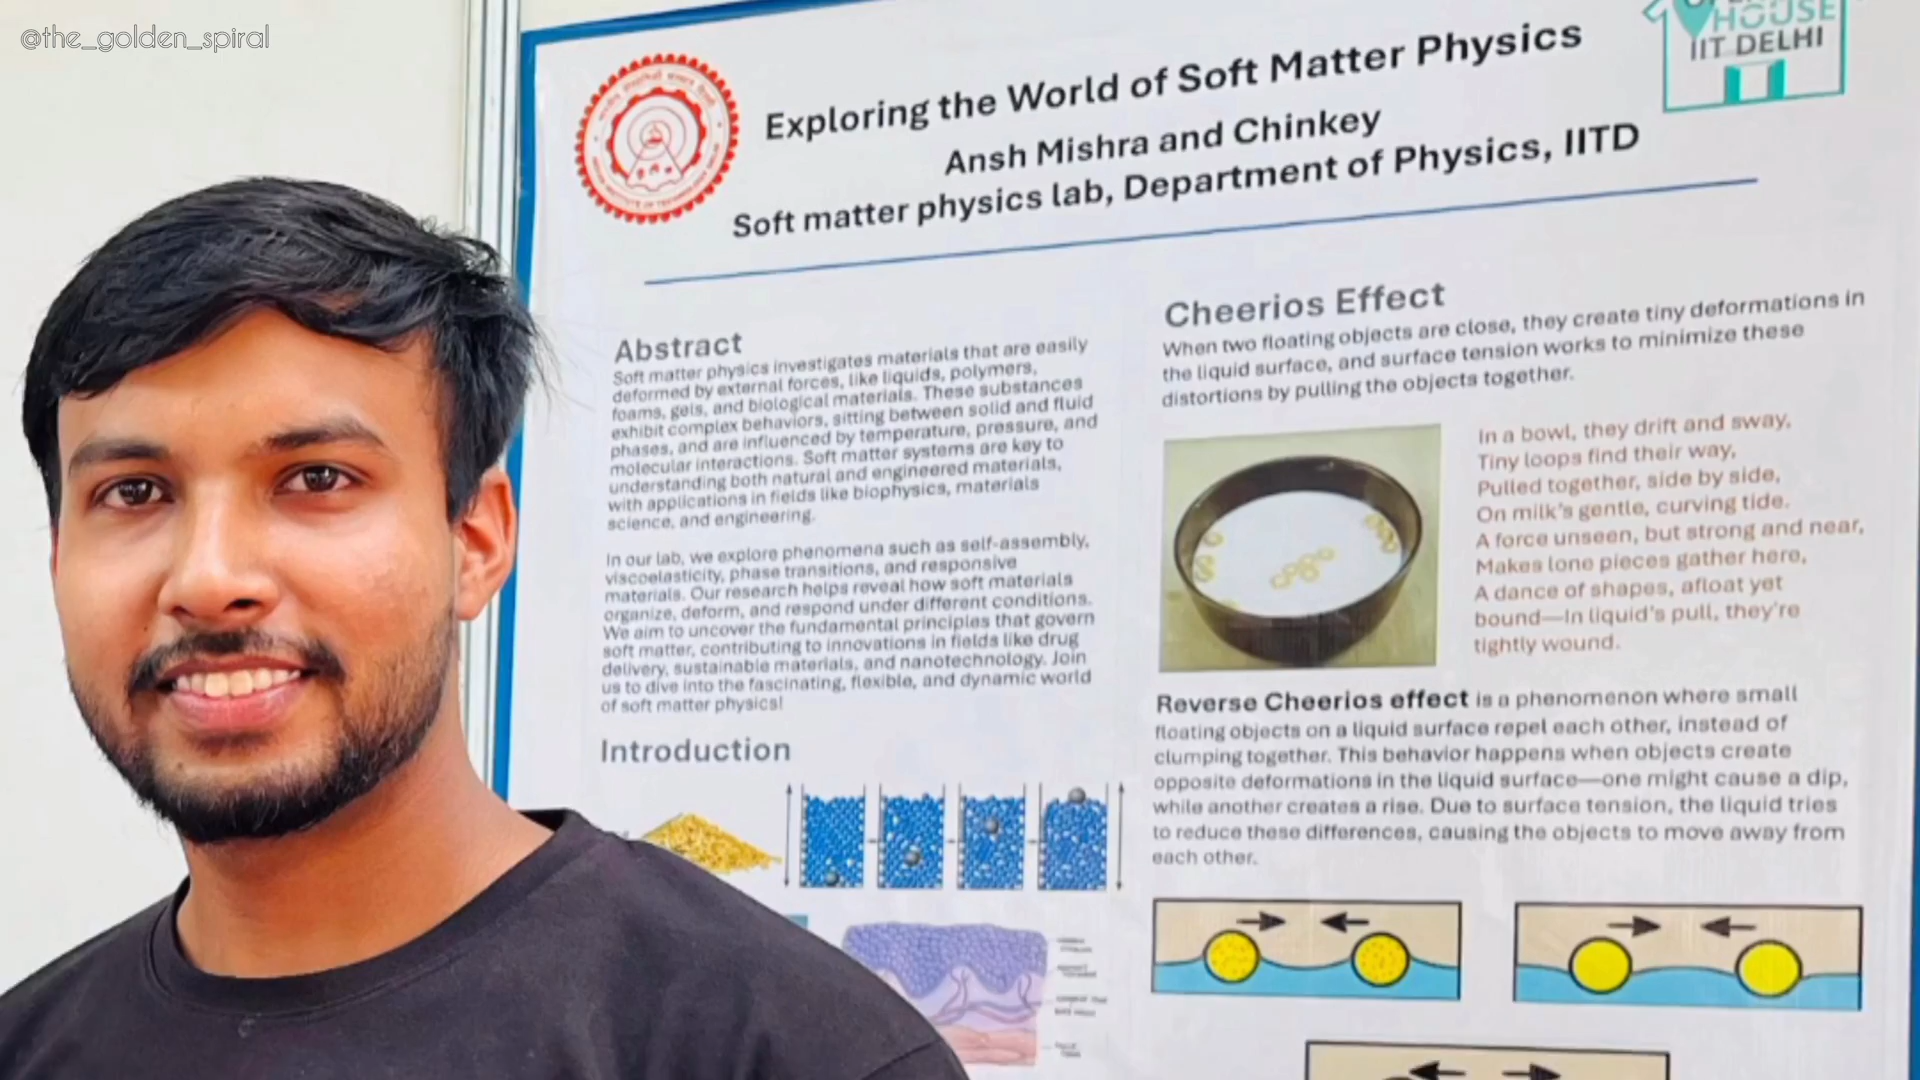 @the_golden_spiral
HOUSE
IIT DELHI
Exploring the World of Soft Matter Physics
Ansh Mishra and Chinkey
Soft matter physics lab, Department of Physics, IITD
Abstract
Soft matter physics investigates materials that are easily
deformed by external forces, like liquids, polymers,
foams, gels, and biological materials. These substances
exhibit complex behaviors, sitting between solid and fluid
phases, and are influenced by temperature, pressure, and
molecular interactions. Soft matter systems are key to
understanding both natural and engineered materials,
with applications in fields like biophysics, materials
science, and engineering.
In our lab, we explore phenomena such as self-assembly,
viscoelasticity, phase transitions, and responsive
materials. Our research helps reveal how soft materials
organize, deform, and respond under different conditions.
We aim to uncover the fundamental principles that govern
soft matter, contributing to innovations in fields like drug
delivery, sustainable materials, and nanotechnology. Join
us to dive into the fascinating, flexible, and dynamic world
of soft matter physics!
Introduction
Cheerios Effect
When two floating objects are close, they create tiny deformations in
the liquid surface, and surface tension works to minimize these
distortions by pulling the objects together.
In a bowl, they drift and sway,
Tiny loops find their way,
Pulled together, side by side,
On milk's gentle, curving tide.
A force unseen, but strong and near,
Makes lone pieces gather here,
A dance of shapes, afloat yet
bound—In liquid's pull, they're
tightly wound.
Reverse Cheerios effect is a phenomenon where small
floating objects on a liquid surface repel each other, instead of
clumping together. This behavior happens when objects create
opposite deformations in the liquid surface—one might cause a dip,
while another creates a rise. Due to surface tension, the liquid tries
to reduce these differences, causing the objects to move away from
each other.